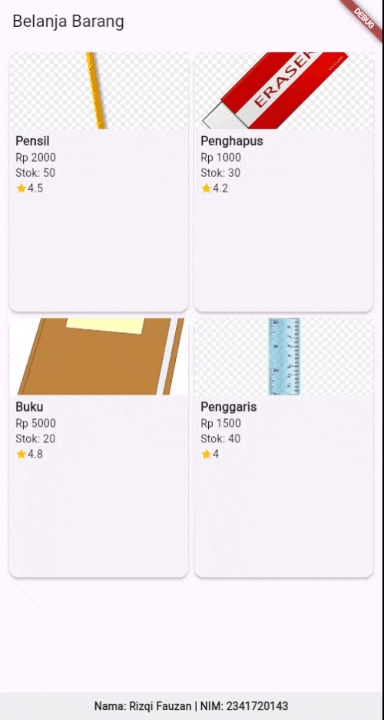 Belanja Barang
DEBUG
ERASER
Pensil
Rp 2000
Stok: 50
4.5
Penghapus
Rp 1000
Stok: 30
4.2
Buku
Rp 5000
Stok: 20
4.8
Penggaris
Rp 1500
Stok: 40
4
Nama: Rizqi Fauzan | NIM: 2341720143